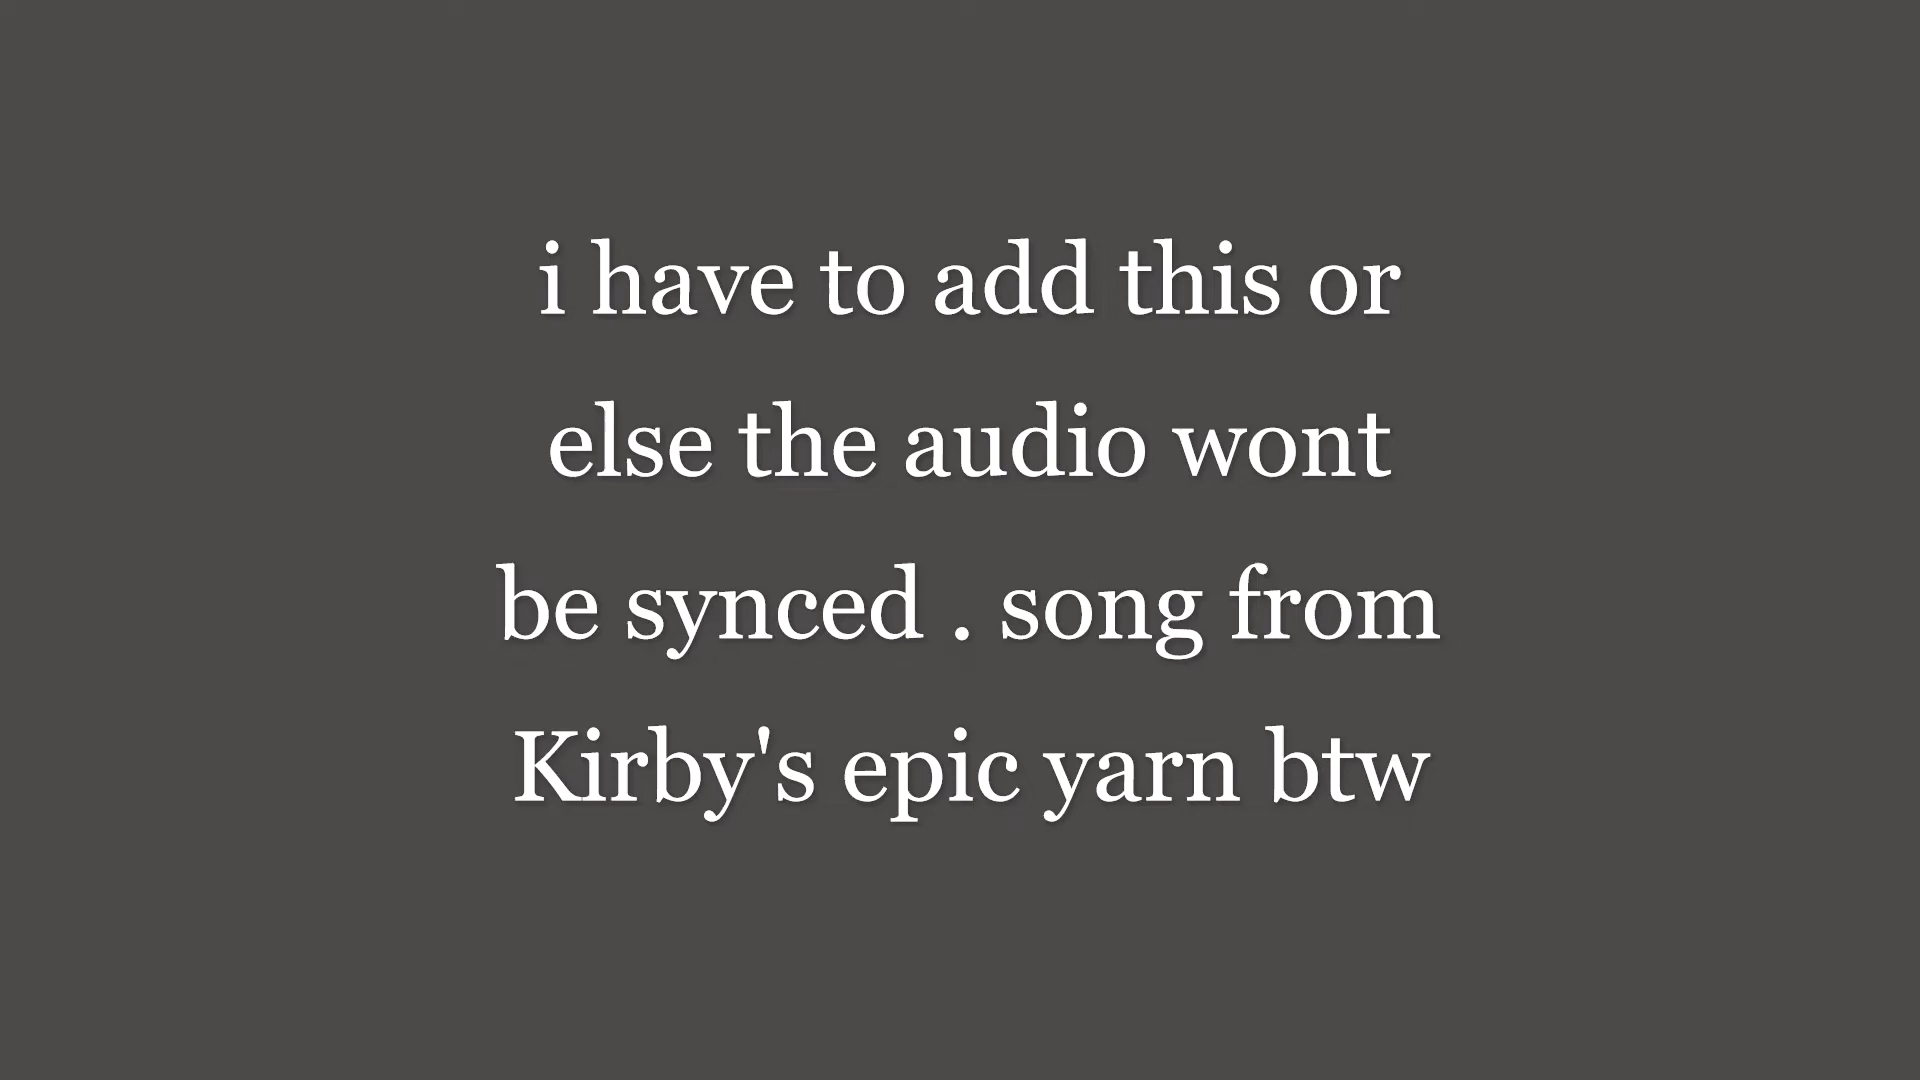 i have to add this or
else the audio wont
be synced . song from
Kirby's epic yarn btw